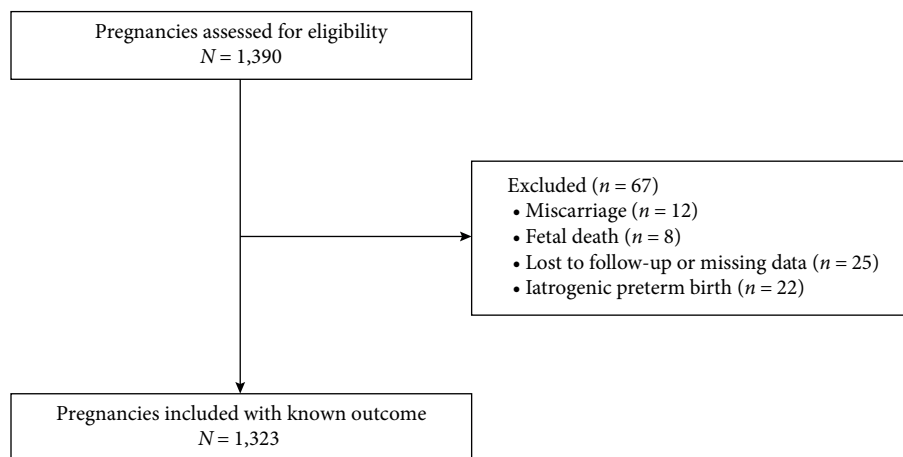 Pregnancies assessed for eligibility
N = 1,390
Excluded (n = 67)
• Miscarriage (n = 12)
• Fetal death (n = 8)
• Lost to follow-up or missing data (n = 25)
• Iatrogenic preterm birth (n = 22)
Pregnancies included with known outcome
N = 1,323